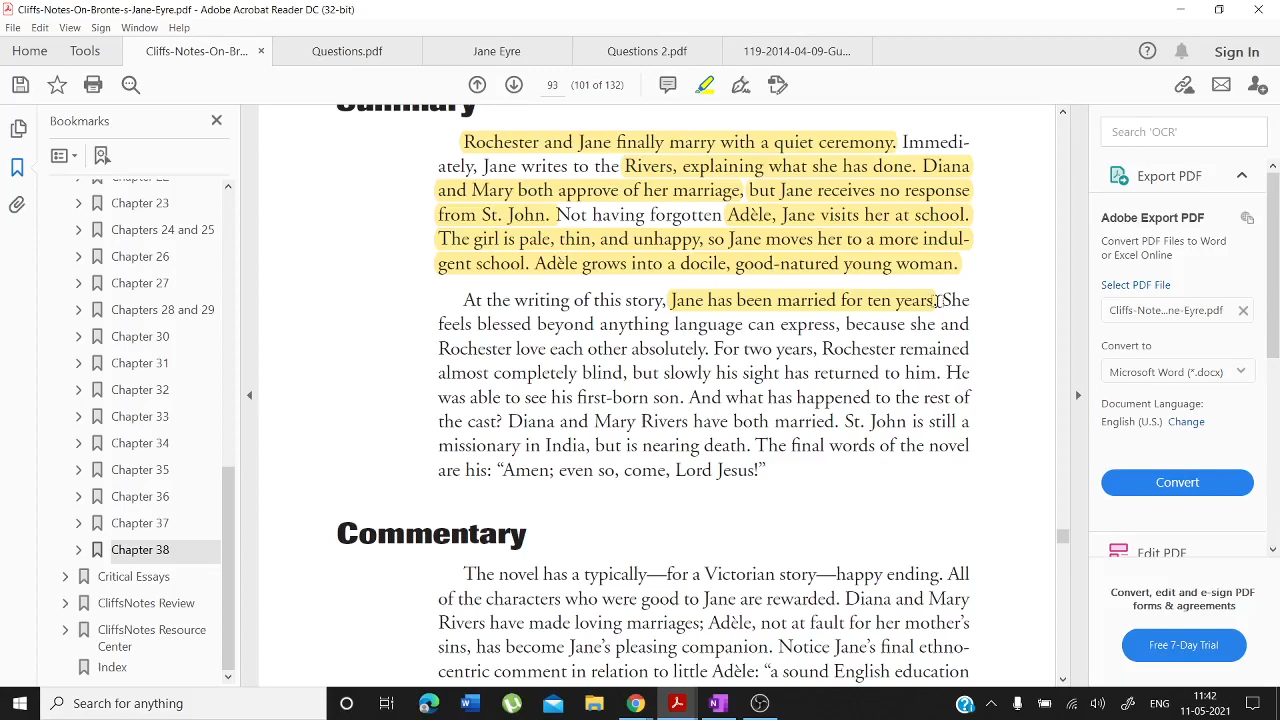 Cliffs-Notes-On-Bronte-s-Jane-Eyre.pdf - Adobe Acrobat Reader DC (32-bit)
File Edit View Sign Window Help
Home Tools Cliffs-Notes-On-Br... × Questions.pdf Jane Eyre Questions 2.pdf 119-2014-04-09-Gu... Sign In
93 (101 of 132)
Bookmarks
Chapter 22
Chapter 23
Chapters 24 and 25
Chapter 26
Chapter 27
Chapters 28 and 29
Chapter 30
Chapter 31
Chapter 32
Chapter 33
Chapter 34
Chapter 35
Chapter 36
Chapter 37
Chapter 38
Critical Essays
CliffsNotes Review
CliffsNotes Resource
Center
Index
Summary
Rochester and Jane finally marry with a quiet ceremony. Immedi-
ately, Jane writes to the Rivers, explaining what she has done. Diana
and Mary both approve of her marriage, but Jane receives no response
from St. John. Not having forgotten Adèle, Jane visits her at school.
The girl is pale, thin, and unhappy, so Jane moves her to a more indul-
gent school. Adèle grows into a docile, good-natured young woman.
At the writing of this story, Jane has been married for ten years. She
feels blessed beyond anything language can express, because she and
Rochester love each other absolutely. For two years, Rochester remained
almost completely blind, but slowly his sight has returned to him. He
was able to see his first-born son. And what has happened to the rest of
the cast? Diana and Mary Rivers have both married. St. John is still a
missionary in India, but is nearing death. The final words of the novel
are his: “Amen; even so, come, Lord Jesus!”
Commentary
The novel has a typically—for a Victorian story—happy ending. All
of the characters who were good to Jane are rewarded. Diana and Mary
Rivers have made loving marriages; Adèle, not at fault for her mother’s
sins, has become Jane’s pleasing companion. Notice Jane’s final ethno-
centric comment in relation to little Adèle: “a sound English education
Search 'OCR'
Export PDF
Adobe Export PDF
Convert PDF Files to Word
or Excel Online
Select PDF File
Cliffs-Note...ne-Eyre.pdf
Convert to
Microsoft Word (*.docx)
Document Language:
English (U.S.) Change
Convert
Edit PDF
Convert, edit and e-sign PDF
forms & agreements
Free 7-Day Trial
Search for anything
11:42
11-05-2021